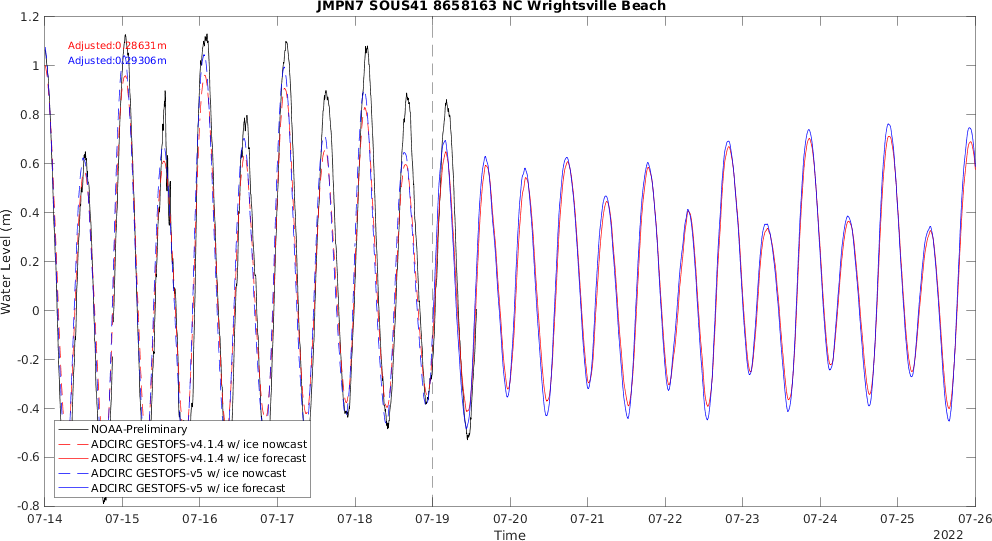 JMPN7 SOUS41 8658163 NC Wrightsville Beach
1.2
1
0.8
0.6
0.4
0.2
0
-0.2
-0.4
-0.6
-0.8
Water Level (m)
Adjusted:0.28631m
Adjusted:0.29306m
NOAA-Preliminary
ADCIRC GESTOFS-v4.1.4 w/ ice nowcast
ADCIRC GESTOFS-v4.1.4 w/ ice forecast
ADCIRC GESTOFS-v5 w/ ice nowcast
ADCIRC GESTOFS-v5 w/ ice forecast
07-14 07-15 07-16 07-17 07-18 07-19 07-20 07-21 07-22 07-23 07-24 07-25 07-26
Time
2022